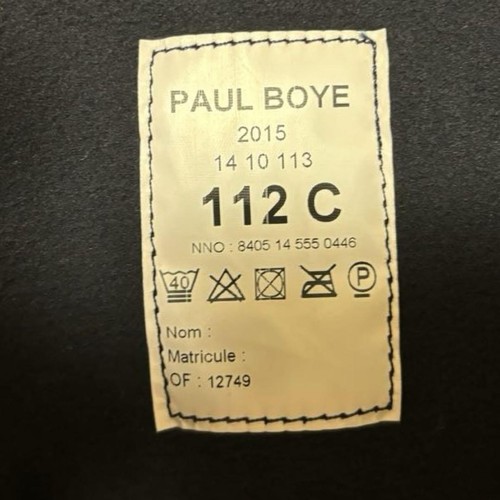 PAUL BOYE
2015
14 10 113
112 C
NNO : 8405 14 555 0446
40 P
Nom :
Matricule :
OF : 12749